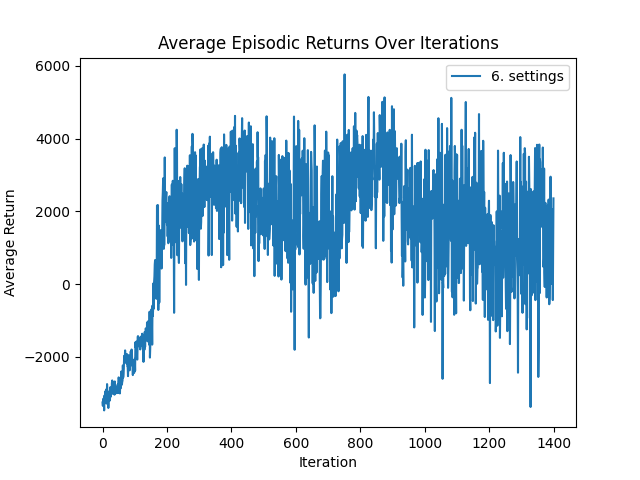 Average Episodic Returns Over Iterations
6. settings
Average Return
6000
4000
2000
0
−2000
0 200 400 600 800 1000 1200 1400
Iteration